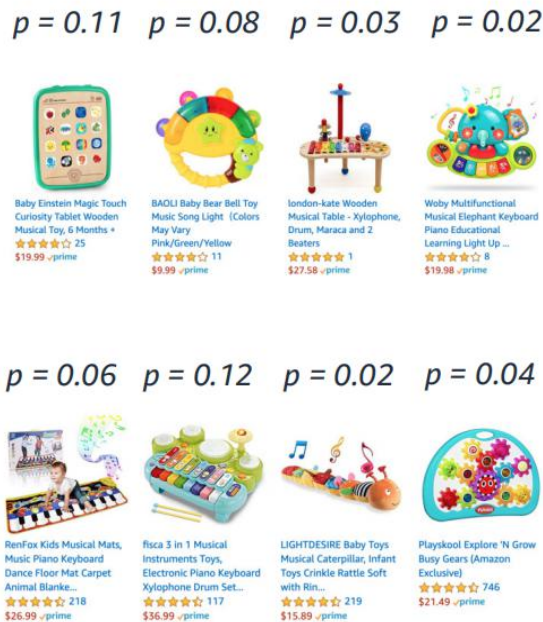 p = 0.11 p = 0.08 p = 0.03 p = 0.02
Baby Einstein Magic Touch
Curiosity Tablet Wooden
Musical Toy, 6 Months +
25
$19.99 prime
BAOLI Baby Bear Bell Toy
Music Song Light（Colors
May Vary
Pink/Green/Yellow
11
$9.99 prime
london-kate Wooden
Musical Table - Xylophone,
Drum, Maraca and 2
Beaters
1
$27.58 prime
Woby Multifunctional
Musical Elephant Keyboard
Piano Educational
Learning Light Up ...
8
$19.98 prime
p = 0.06 p = 0.12 p = 0.02 p = 0.04
RenFox Kids Musical Mats,
Music Piano Keyboard
Dance Floor Mat Carpet
Animal Blanke...
218
$26.99 prime
fisca 3 in 1 Musical
Instruments Toys,
Electronic Piano Keyboard
Xylophone Drum Set...
117
$36.99 prime
LIGHTDESIRE Baby Toys
Musical Caterpillar, Infant
Toys Crinkle Rattle Soft
with Rin...
219
$15.89 prime
Playskool
Playskool Explore 'N Grow
Busy Gears (Amazon
Exclusive)
746
$21.49 prime